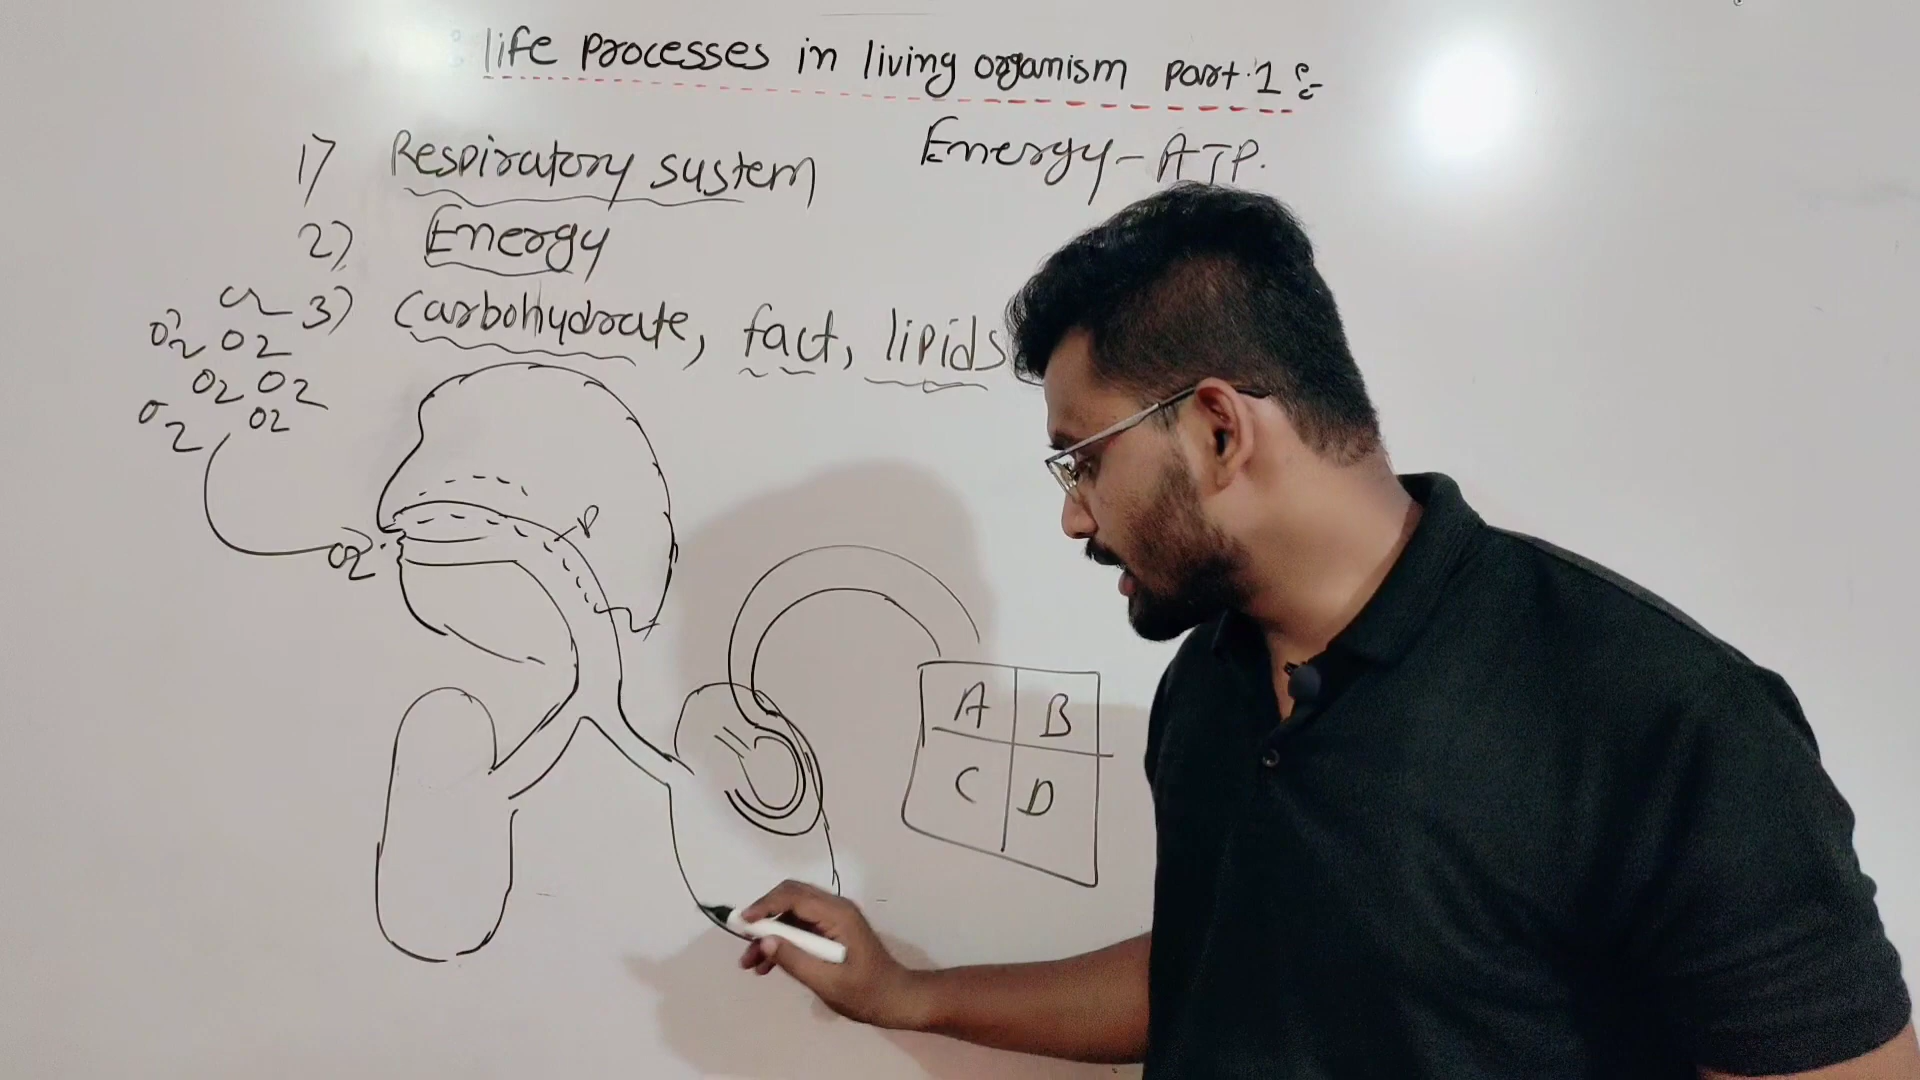 life processes in living organism part.1 :-
1) Respiratory system
Energy - ATP.
2) Energy
3) Carbohydrate, fact, lipids
O2 O2
O2 O2
O2 O2
O2
P
A B
C D